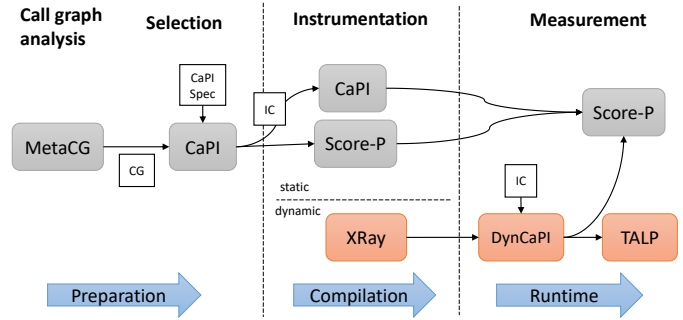 Call graph
analysis
Selection
Instrumentation
Measurement
CaPI
Spec
IC
CaPI
Score-P
MetaCG
CG
CaPI
Score-P
static
dynamic
IC
XRay
DynCaPI
TALP
Preparation
Compilation
Runtime